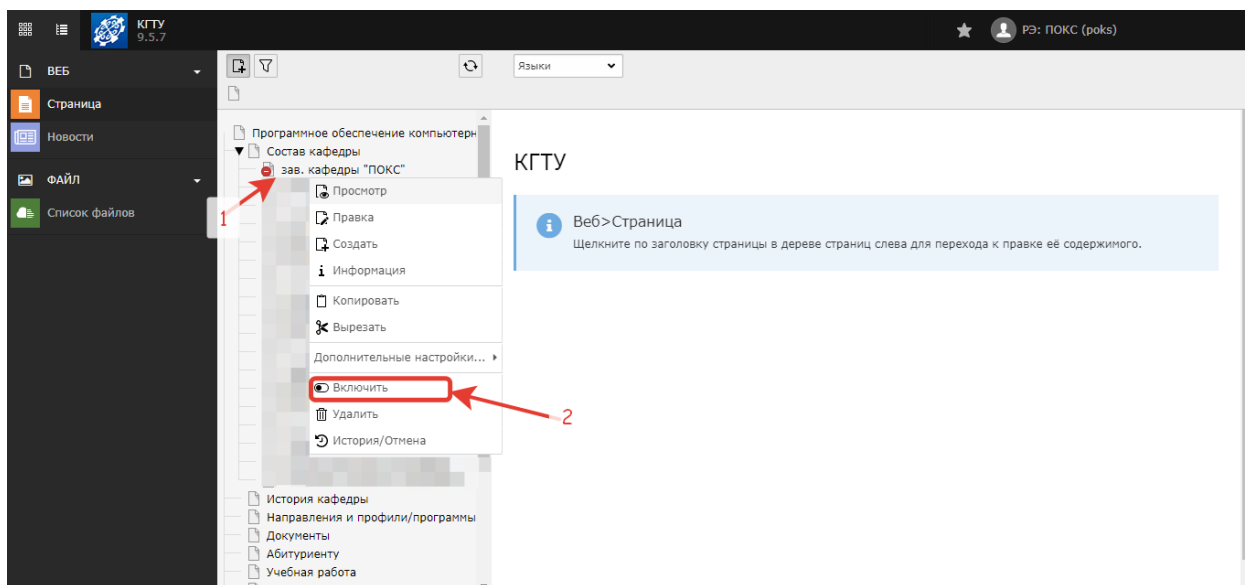 КГТУ
9.5.7
РЭ: ПОКС (poks)
ВЕБ
Страница
Новости
ФАЙЛ
Список файлов
Языки
Программное обеспечение компьютерн
Состав кафедры
зав. кафедры "ПОКС"
1
Просмотр
Правка
Создать
Информация
Копировать
Вырезать
Дополнительные настройки...
Включить
Удалить
История/Отмена
2
История кафедры
Направления и профили/программы
Документы
Абитуриенту
Учебная работа
КГТУ
Веб>Страница
Щелкните по заголовку страницы в дереве страниц слева для перехода к правке её содержимого.